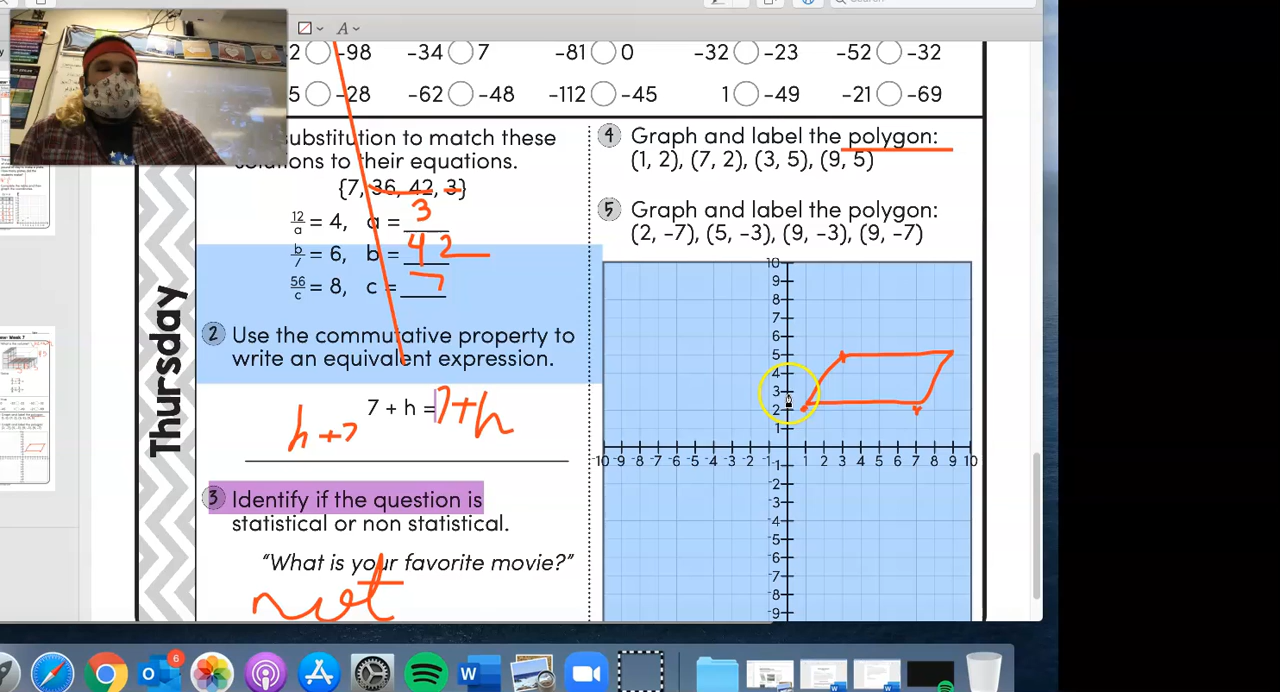 A
2 ◯ -98 -34 ◯ 7 -81 ◯ 0 -32 ◯ -23 -52 ◯ -32
5 ◯ -28 -62 ◯ -48 -112 ◯ -45 1 ◯ -49 -21 ◯ -69
Thursday
substitution to match these
to their equations.
{7, 36, 42, 3}
12/a = 4, a = 3
b/7 = 6, b = 42
56/c = 8, c = 7
2 Use the commutative property to
write an equivalent expression.
7 + h = 7+h
h+7
3 Identify if the question is
statistical or non statistical.
"What is your favorite movie?"
not
4 Graph and label the polygon:
(1, 2), (7, 2), (3, 5), (9, 5)
5 Graph and label the polygon:
(2, -7), (5, -3), (9, -3), (9, -7)
10
9
8
7
6
5
4
3
2
1
-10 -9 -8 -7 -6 -5 -4 -3 -2 -1 1 2 3 4 5 6 7 8 9 10
-1
-2
-3
-4
-5
-6
-7
-8
-9
6
W